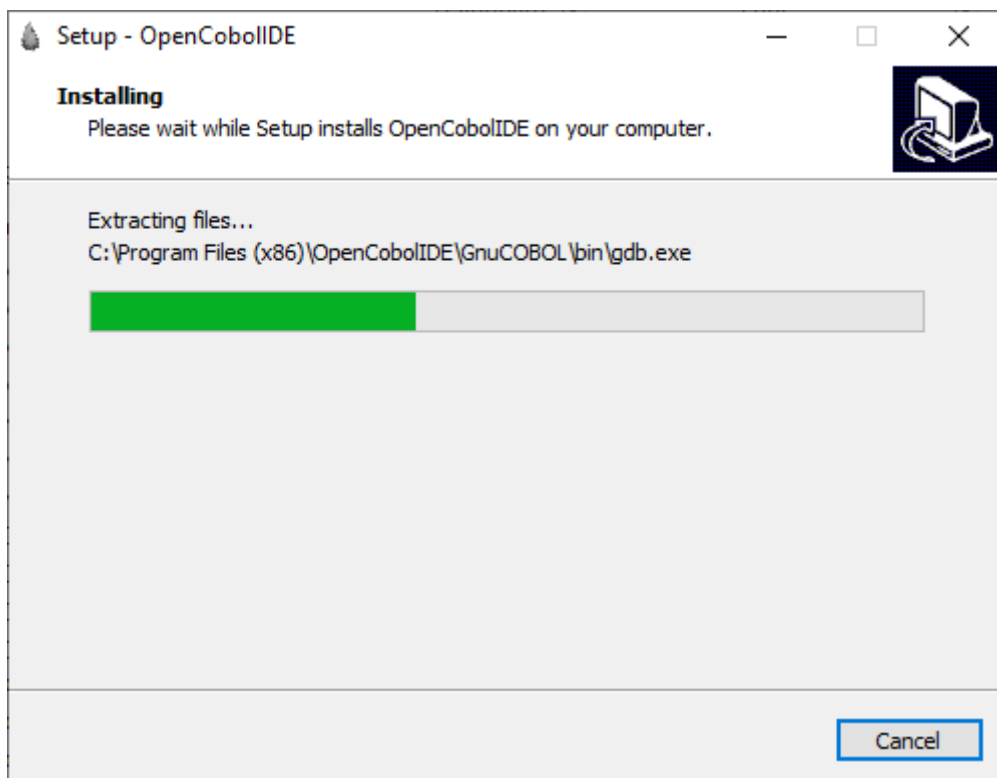 Setup - OpenCobolIDE
Installing
Please wait while Setup installs OpenCobolIDE on your computer.
Extracting files...
C:\Program Files (x86)\OpenCobolIDE\GnuCOBOL\bin\gdb.exe
Cancel